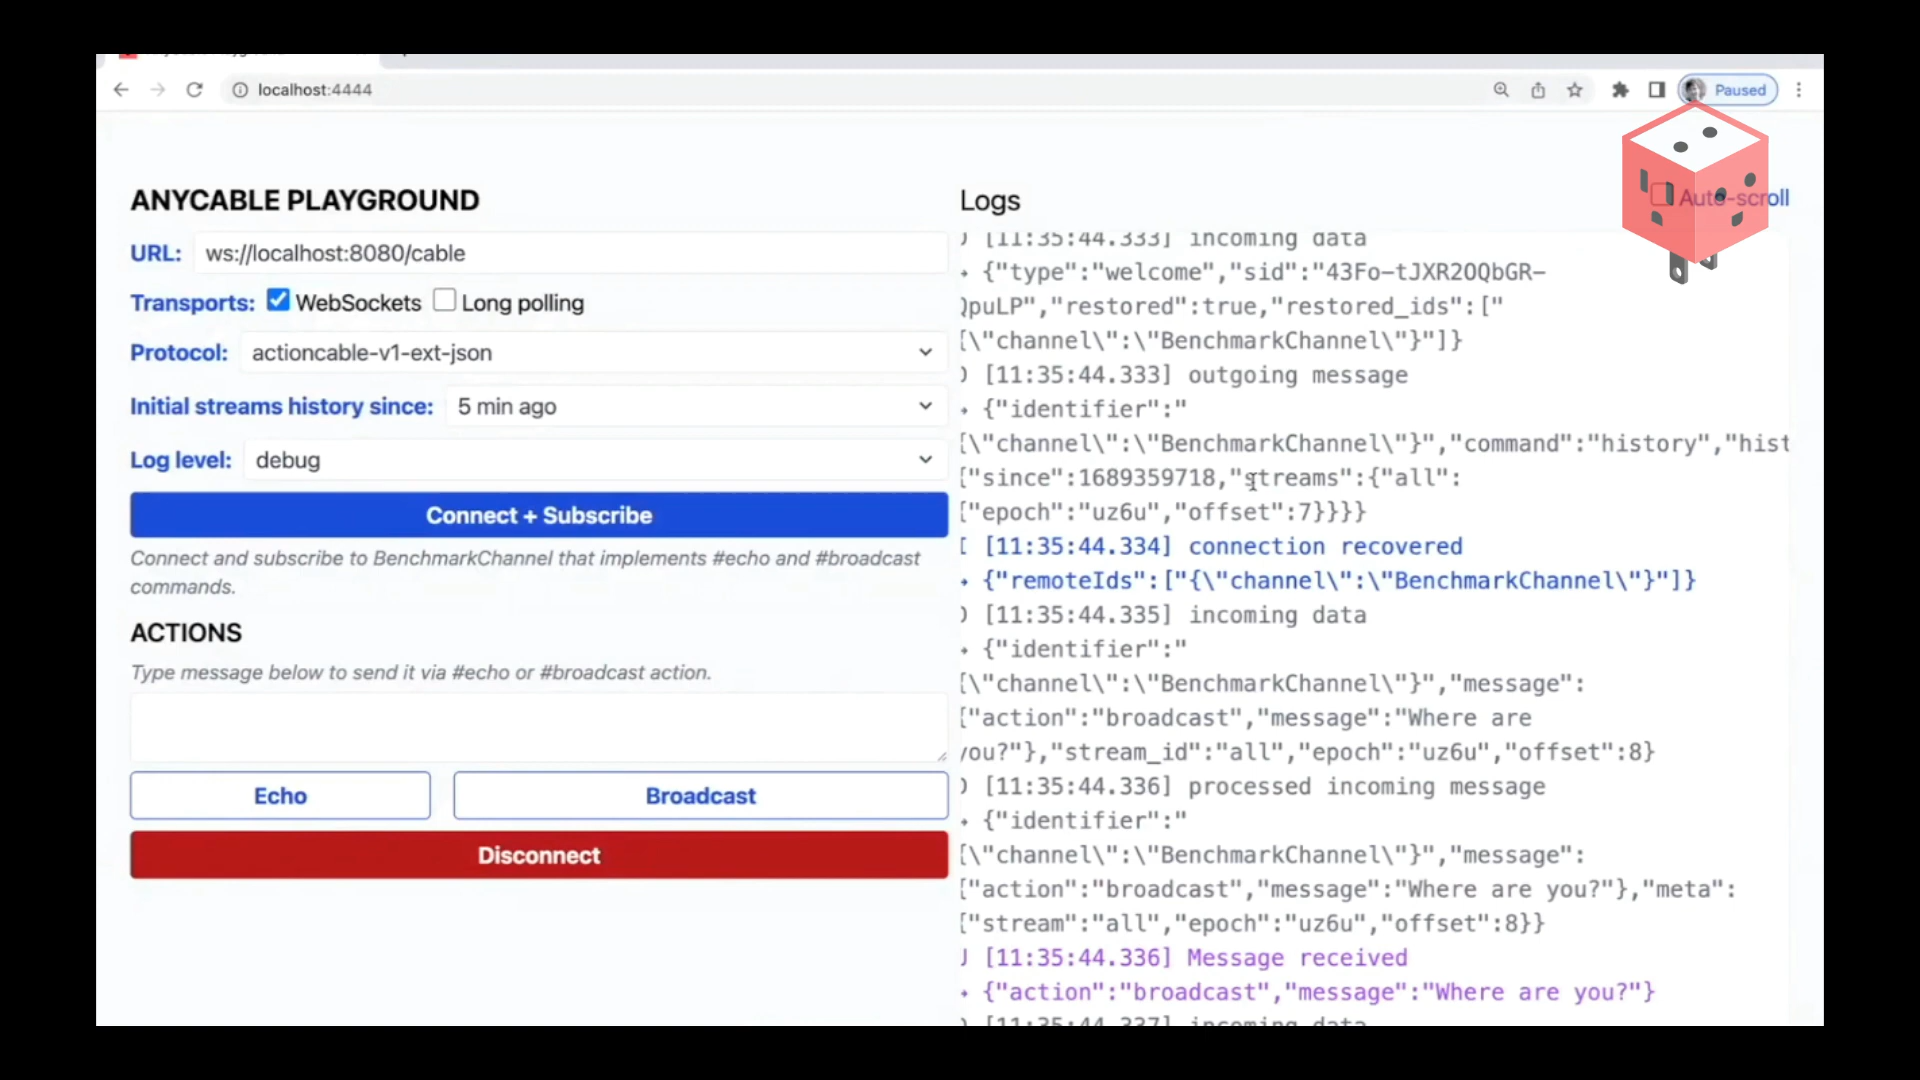 localhost:4444
Paused
ANYCABLE PLAYGROUND
URL: ws://localhost:8080/cable
Transports: WebSockets Long polling
Protocol: actioncable-v1-ext-json
Initial streams history since: 5 min ago
Log level: debug
Connect + Subscribe
Connect and subscribe to BenchmarkChannel that implements #echo and #broadcast
commands.
ACTIONS
Type message below to send it via #echo or #broadcast action.
Echo
Broadcast
Disconnect
Logs
Auto-scroll
[11:35:44.333] incoming data
{"type":"welcome","sid":"43Fo-tJXR2OQbGR-
QpuLP","restored":true,"restored_ids":["
{\"channel\":\"BenchmarkChannel\"}"]}
D [11:35:44.333] outgoing message
{"identifier":"
{\"channel\":\"BenchmarkChannel\"}","command":"history","hist
{"since":1689359718,"streams":{"all":
{"epoch":"uz6u","offset":7}}}}
I [11:35:44.334] connection recovered
{"remoteIds":["{\"channel\":\"BenchmarkChannel\"}"]}
D [11:35:44.335] incoming data
{"identifier":"
{\"channel\":\"BenchmarkChannel\"}","message":
{"action":"broadcast","message":"Where are
you?"},"stream_id":"all","epoch":"uz6u","offset":8}
D [11:35:44.336] processed incoming message
{"identifier":"
{\"channel\":\"BenchmarkChannel\"}","message":
{"action":"broadcast","message":"Where are you?"},"meta":
{"stream":"all","epoch":"uz6u","offset":8}}
[11:35:44.336] Message received
{"action":"broadcast","message":"Where are you?"}
[11:35:44.337] incoming data